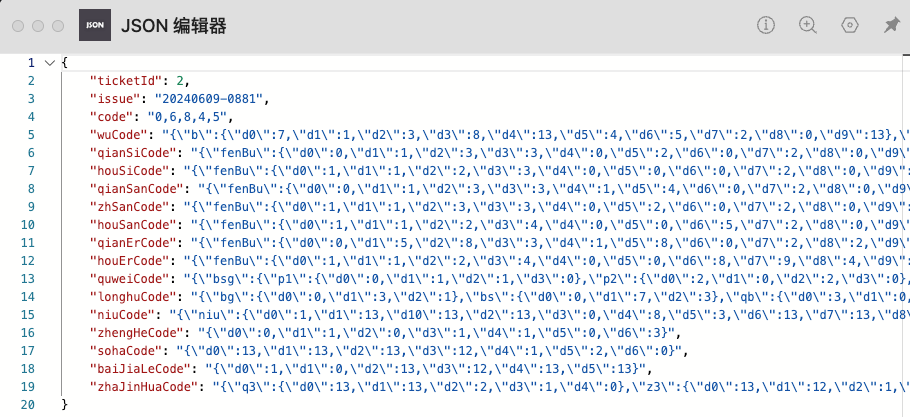 JSON JSON 编辑器
1 {
2 "ticketId": 2,
3 "issue": "20240609-0881",
4 "code": "0,6,8,4,5",
5 "wuCode": "{\"b\":{\"d0\":7,\"d1\":1,\"d2\":3,\"d3\":8,\"d4\":13,\"d5\":4,\"d6\":5,\"d7\":2,\"d8\":0,\"d9\":13},\"
6 "qianSiCode": "{\"fenBu\":{\"d0\":0,\"d1\":1,\"d2\":3,\"d3\":3,\"d4\":0,\"d5\":2,\"d6\":0,\"d7\":2,\"d8\":0,\"d9\":
7 "houSiCode": "{\"fenBu\":{\"d0\":1,\"d1\":1,\"d2\":2,\"d3\":3,\"d4\":0,\"d5\":0,\"d6\":0,\"d7\":2,\"d8\":0,\"d9\":
8 "qianSanCode": "{\"fenBu\":{\"d0\":0,\"d1\":1,\"d2\":3,\"d3\":3,\"d4\":1,\"d5\":4,\"d6\":0,\"d7\":2,\"d8\":0,\"d9\
9 "zhSanCode": "{\"fenBu\":{\"d0\":1,\"d1\":1,\"d2\":3,\"d3\":3,\"d4\":0,\"d5\":2,\"d6\":0,\"d7\":2,\"d8\":0,\"d9\":
10 "houSanCode": "{\"fenBu\":{\"d0\":1,\"d1\":1,\"d2\":3,\"d3\":4,\"d4\":0,\"d5\":0,\"d6\":5,\"d7\":2,\"d8\":0,\"d9\":
11 "qianErCode": "{\"fenBu\":{\"d0\":0,\"d1\":5,\"d2\":8,\"d3\":3,\"d4\":1,\"d5\":8,\"d6\":0,\"d7\":2,\"d8\":2,\"d9\":
12 "houErCode": "{\"fenBu\":{\"d0\":1,\"d1\":1,\"d2\":2,\"d3\":4,\"d4\":0,\"d5\":0,\"d6\":8,\"d7\":9,\"d8\":4,\"d9\":
13 "quweiCode": "{\"bsg\":{\"p1\":{\"d0\":0,\"d1\":1,\"d2\":1,\"d3\":0},\"p2\":{\"d0\":2,\"d1\":0,\"d2\":2,\"d3\":0},
14 "longhuCode": "{\"bg\":{\"d0\":0,\"d1\":3,\"d2\":1},\"bs\":{\"d0\":0,\"d1\":7,\"d2\":3},\"qb\":{\"d0\":3,\"d1\":0,
15 "niuCode": "{\"niu\":{\"d0\":1,\"d1\":13,\"d10\":13,\"d2\":13,\"d3\":0,\"d4\":8,\"d5\":3,\"d6\":13,\"d7\":13,\"d8
16 "zhengHeCode": "{\"d0\":0,\"d1\":1,\"d2\":0,\"d3\":1,\"d4\":1,\"d5\":0,\"d6\":3}",
17 "sohaCode": "{\"d0\":13,\"d1\":13,\"d2\":13,\"d3\":12,\"d4\":1,\"d5\":2,\"d6\":0}",
18 "baiJiaLeCode": "{\"d0\":1,\"d1\":0,\"d2\":13,\"d3\":12,\"d4\":13,\"d5\":13}",
19 "zhaJinHuaCode": "{\"q3\":{\"d0\":13,\"d1\":13,\"d2\":2,\"d3\":1,\"d4\":0},\"z3\":{\"d0\":13,\"d1\":12,\"d2\":1,\"
20 }